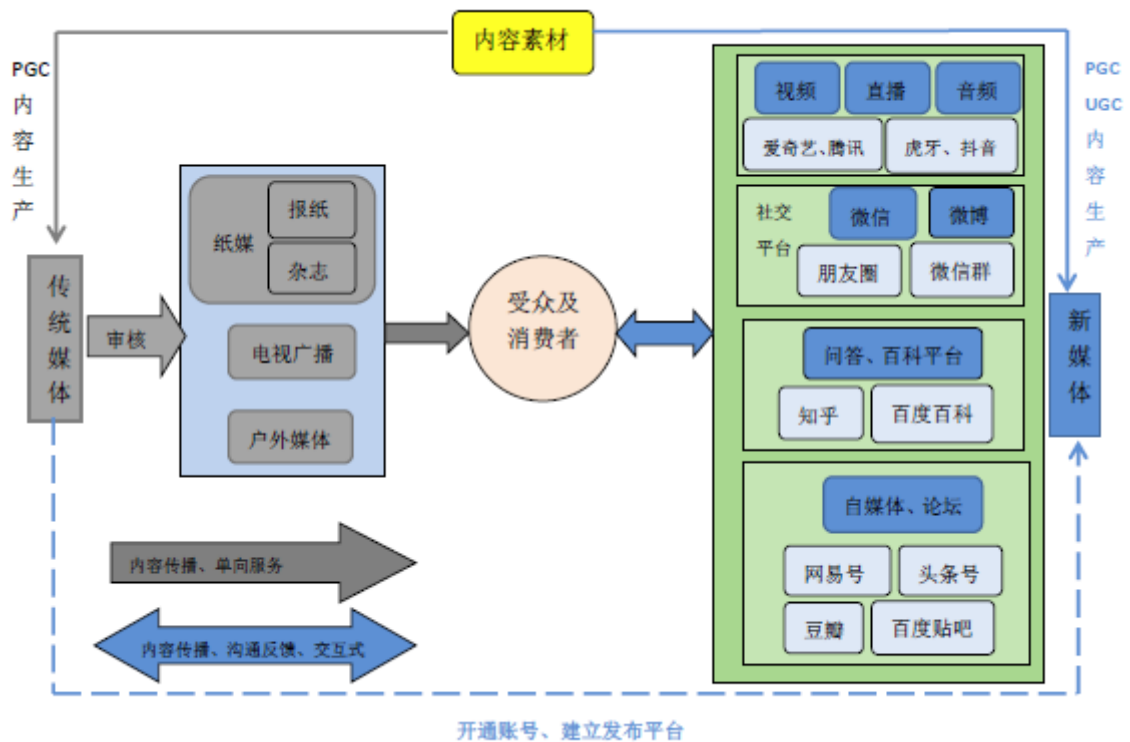 内容素材
PGC
内
容
生
产
PGC
UGC
内
容
生
产
传
统
媒
体
审核
纸媒
报纸
杂志
电视广播
户外媒体
受众及
消费者
视频
直播
音频
爱奇艺、腾讯
虎牙、抖音
社交
平台
微信
微博
朋友圈
微信群
问答、百科平台
知乎
百度百科
自媒体、论坛
网易号
头条号
豆瓣
百度贴吧
新
媒
体
内容传播、单向服务
内容传播、沟通反馈、交互式
开通账号、建立发布平台